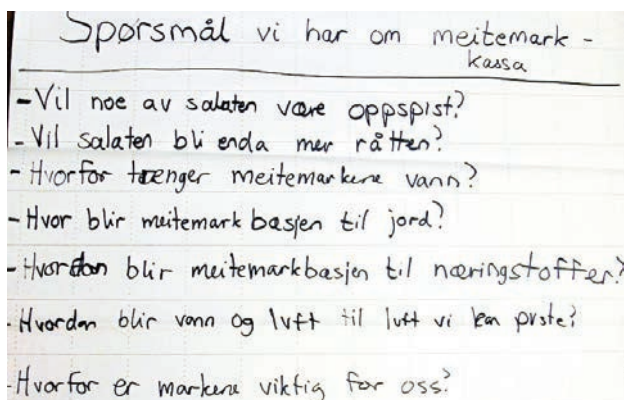 Spørsmål vi har om meitemark-
kassa
-Vil noe av salaten være oppspist?
-Vil salaten bli enda mer råtten?
-Hvorfor trenger meitemarkene vann?
-Hvor blir meitemark bæsjen til jord?
-Hvordan blir meitemarkbæsjen til næringstoffer?
-Hvordan blir vann og luft til luft vi kan puste?
-Hvorfor er markene viktig for oss?